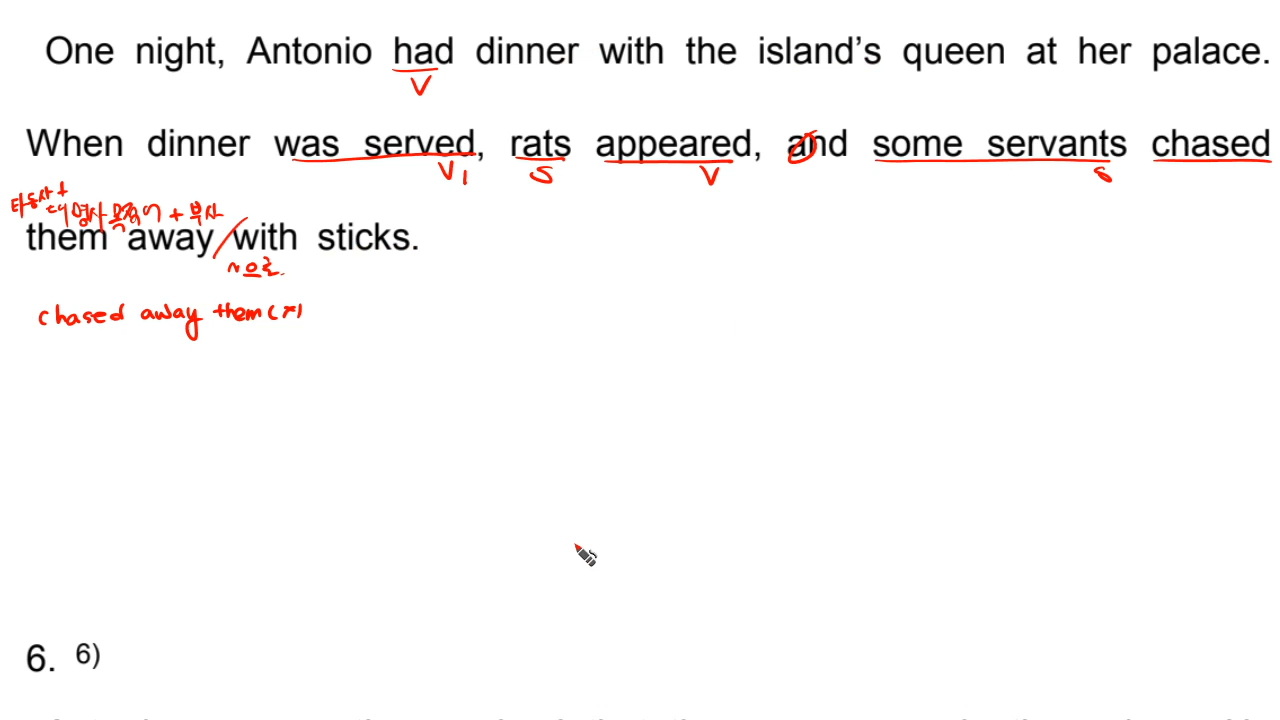 One night, Antonio had dinner with the island's queen at her palace.
V
When dinner was served, rats appeared, and some servants chased
V1 S V S
타동사 +
대명사 목적어 + 부사
them away / with sticks.
~으로
chased away them (x)
6. 6)